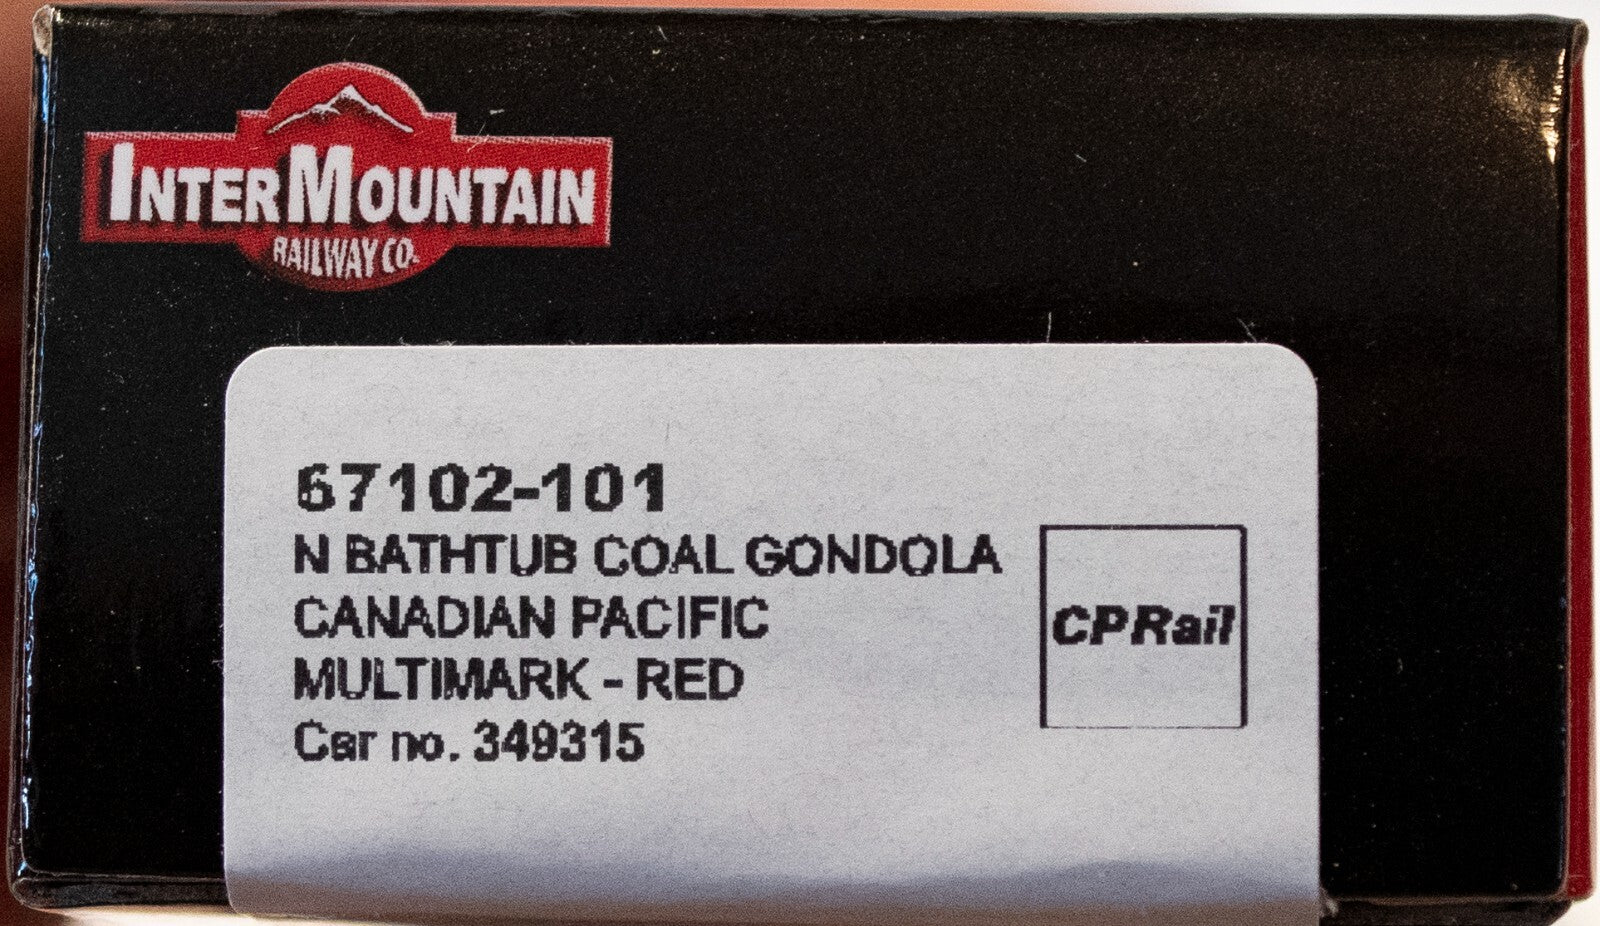 INTERMOUNTAIN
RAILWAY CO.
67102-101
N BATHTUB COAL GONDOLA
CANADIAN PACIFIC
MULTIMARK - RED
Car no. 349315
CPRail